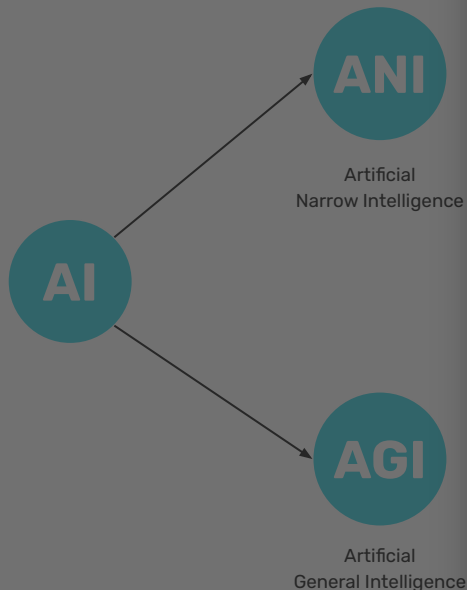 ANI
Artificial
Narrow Intelligence
AI
AGI
Artificial
General Intelligence